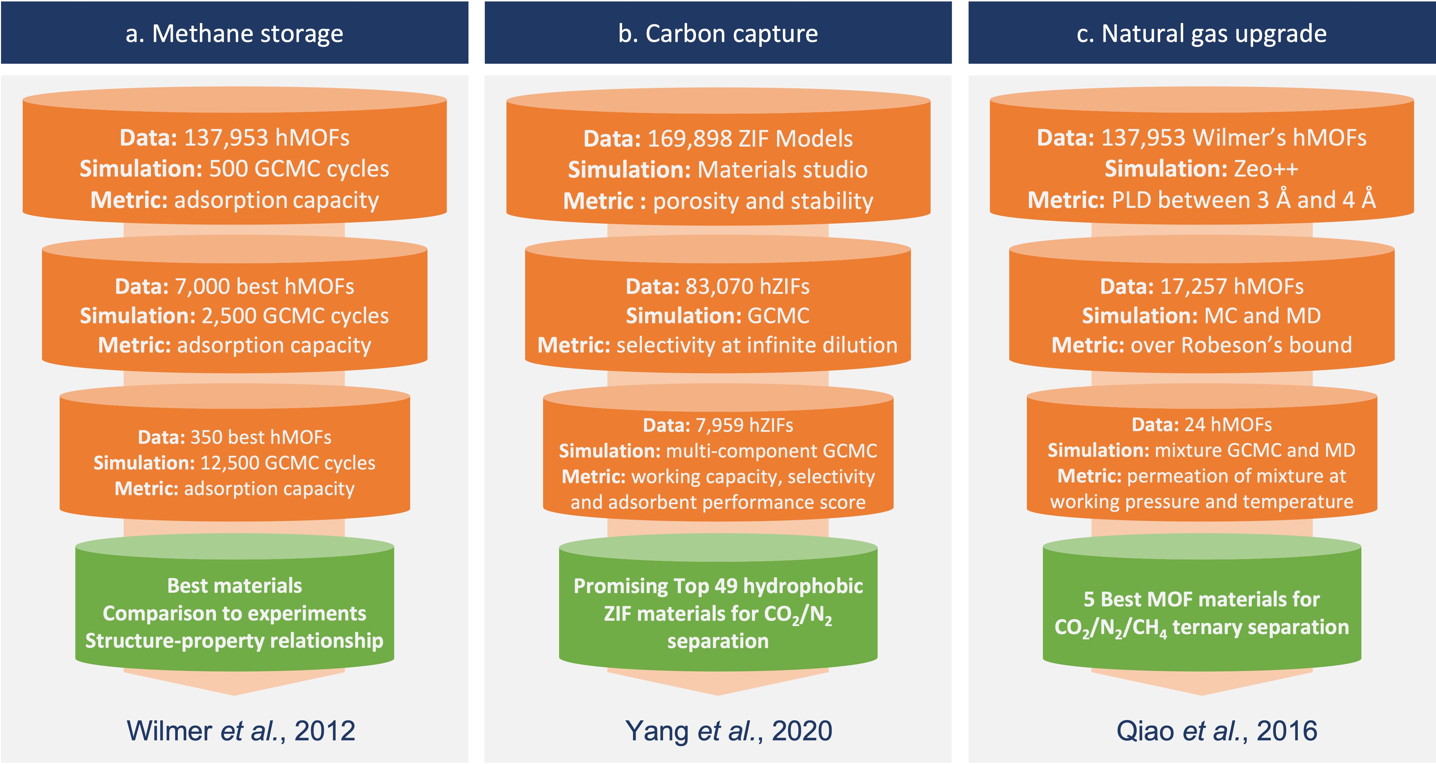 a. Methane storage
Data: 137,953 hMOFs
Simulation: 500 GCMC cycles
Metric: adsorption capacity
Data: 7,000 best hMOFs
Simulation: 2,500 GCMC cycles
Metric: adsorption capacity
Data: 350 best hMOFs
Simulation: 12,500 GCMC cycles
Metric: adsorption capacity
Best materials
Comparison to experiments
Structure-property relationship
Wilmer et al., 2012
b. Carbon capture
Data: 169,898 ZIF Models
Simulation: Materials studio
Metric : porosity and stability
Data: 83,070 hZIFs
Simulation: GCMC
Metric: selectivity at infinite dilution
Data: 7,959 hZIFs
Simulation: multi-component GCMC
Metric: working capacity, selectivity
and adsorbent performance score
Promising Top 49 hydrophobic
ZIF materials for CO₂/N₂
separation
Yang et al., 2020
c. Natural gas upgrade
Data: 137,953 Wilmer’s hMOFs
Simulation: Zeo++
Metric: PLD between 3 Å and 4 Å
Data: 17,257 hMOFs
Simulation: MC and MD
Metric: over Robeson’s bound
Data: 24 hMOFs
Simulation: mixture GCMC and MD
Metric: permeation of mixture at
working pressure and temperature
5 Best MOF materials for
CO₂/N₂/CH₄ ternary separation
Qiao et al., 2016